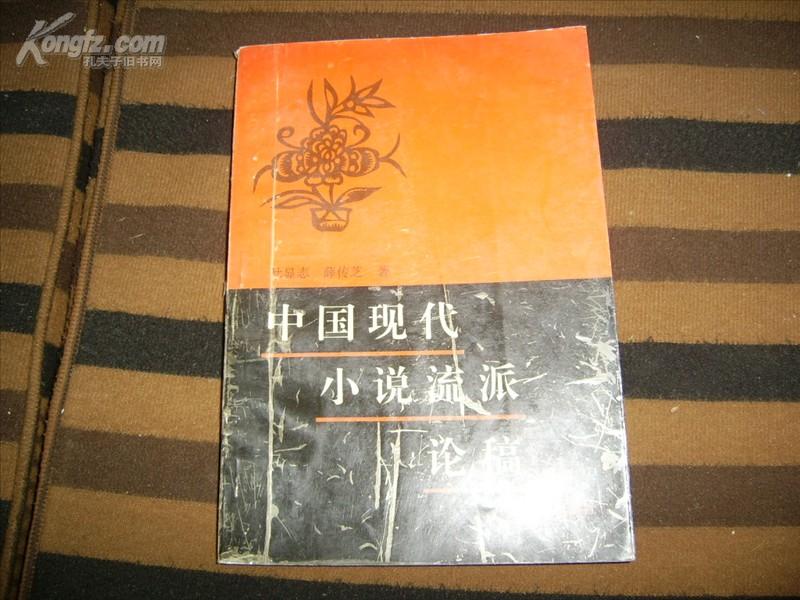 Kongfz.com
孔夫子旧书网
显志 薛传芝 著
中国现代
小说流派
论稿